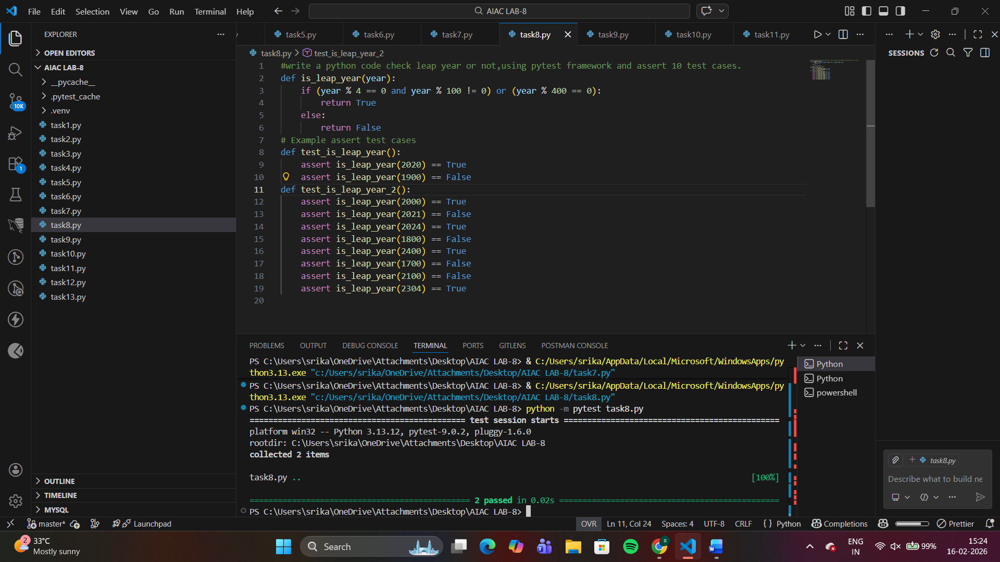 File Edit Selection View Go Run Terminal Help
AIAC LAB-8
EXPLORER
OPEN EDITORS
AIAC LAB-8
__pycache__
.pytest_cache
.venv
task1.py
task2.py
task3.py
task4.py
task5.py
task6.py
task7.py
task8.py
task9.py
task10.py
task11.py
task12.py
task13.py
OUTLINE
TIMELINE
MYSQL
10K
1
task5.py task6.py task7.py task8.py task9.py task10.py task11.py
task8.py > test_is_leap_year_2
1 #write a python code check leap year or not,using pytest framework and assert 10 test cases.
2 def is_leap_year(year):
3 if (year % 4 == 0 and year % 100 != 0) or (year % 400 == 0):
4 return True
5 else:
6 return False
7 # Example assert test cases
8 def test_is_leap_year():
9 assert is_leap_year(2020) == True
10 assert is_leap_year(1900) == False
11 def test_is_leap_year_2():
12 assert is_leap_year(2000) == True
13 assert is_leap_year(2021) == False
14 assert is_leap_year(2024) == True
15 assert is_leap_year(1800) == False
16 assert is_leap_year(2400) == True
17 assert is_leap_year(1700) == False
18 assert is_leap_year(2100) == False
19 assert is_leap_year(2304) == True
20
PROBLEMS OUTPUT DEBUG CONSOLE TERMINAL PORTS GITLENS POSTMAN CONSOLE
PS C:\Users\srika\OneDrive\Attachments\Desktop\AIAC LAB-8> & C:/Users/srika/AppData/Local/Microsoft/WindowsApps/py
thon3.13.exe "c:/Users/srika/OneDrive/Attachments/Desktop/AIAC LAB-8/task7.py"
PS C:\Users\srika\OneDrive\Attachments\Desktop\AIAC LAB-8> & C:/Users/srika/AppData/Local/Microsoft/WindowsApps/py
thon3.13.exe "c:/Users/srika/OneDrive/Attachments/Desktop/AIAC LAB-8/task8.py"
PS C:\Users\srika\OneDrive\Attachments\Desktop\AIAC LAB-8> python -m pytest task8.py
============================================== test session starts ==============================================
platform win32 -- Python 3.13.12, pytest-9.0.2, pluggy-1.6.0
rootdir: C:\Users\srika\OneDrive\Attachments\Desktop\AIAC LAB-8
collected 2 items
task8.py .. [100%]
=============================================== 2 passed in 0.02s ===============================================
PS C:\Users\srika\OneDrive\Attachments\Desktop\AIAC LAB-8>
Python
Python
powershell
SESSIONS
task8.py
Describe what to build ne
master* Launchpad OVR Ln 11, Col 24 Spaces: 4 UTF-8 CRLF { } Python Completions Prettier
2
33°C
Mostly sunny
Search
ENG
IN
99%
15:24
16-02-2026